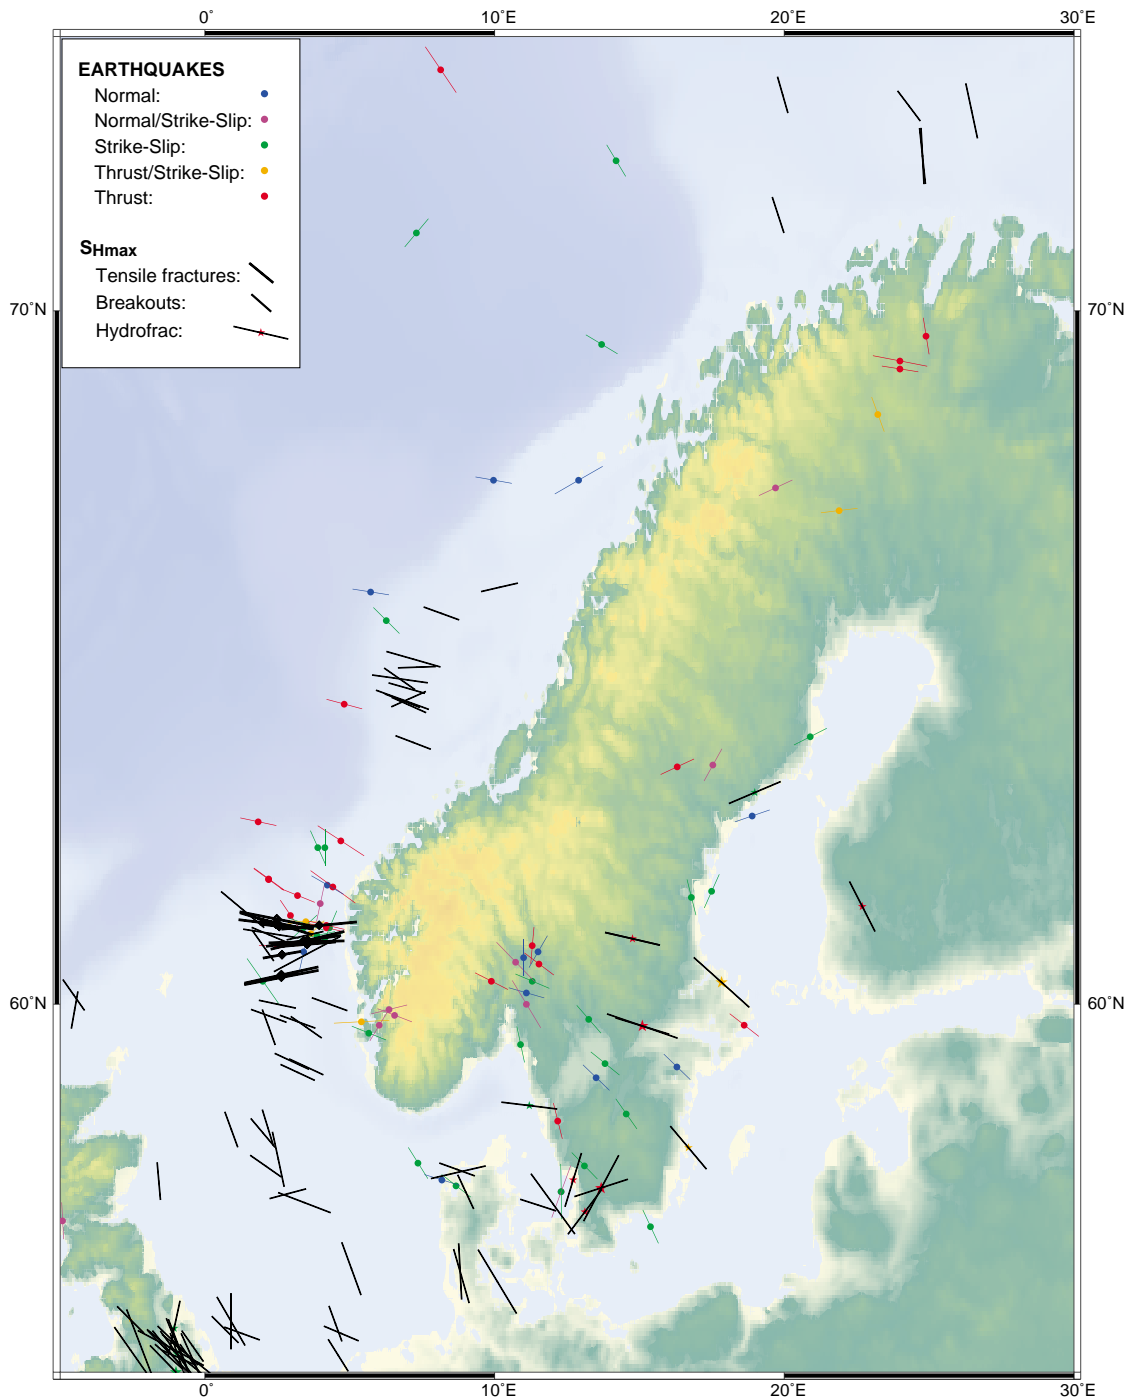 0˚ 10˚E 20˚E 30˚E
EARTHQUAKES
Normal:
Normal/Strike-Slip:
Strike-Slip:
Thrust/Strike-Slip:
Thrust:
SHmax
Tensile fractures:
Breakouts:
Hydrofrac:
70˚N 70˚N
60˚N 60˚N
0˚ 10˚E 20˚E 30˚E